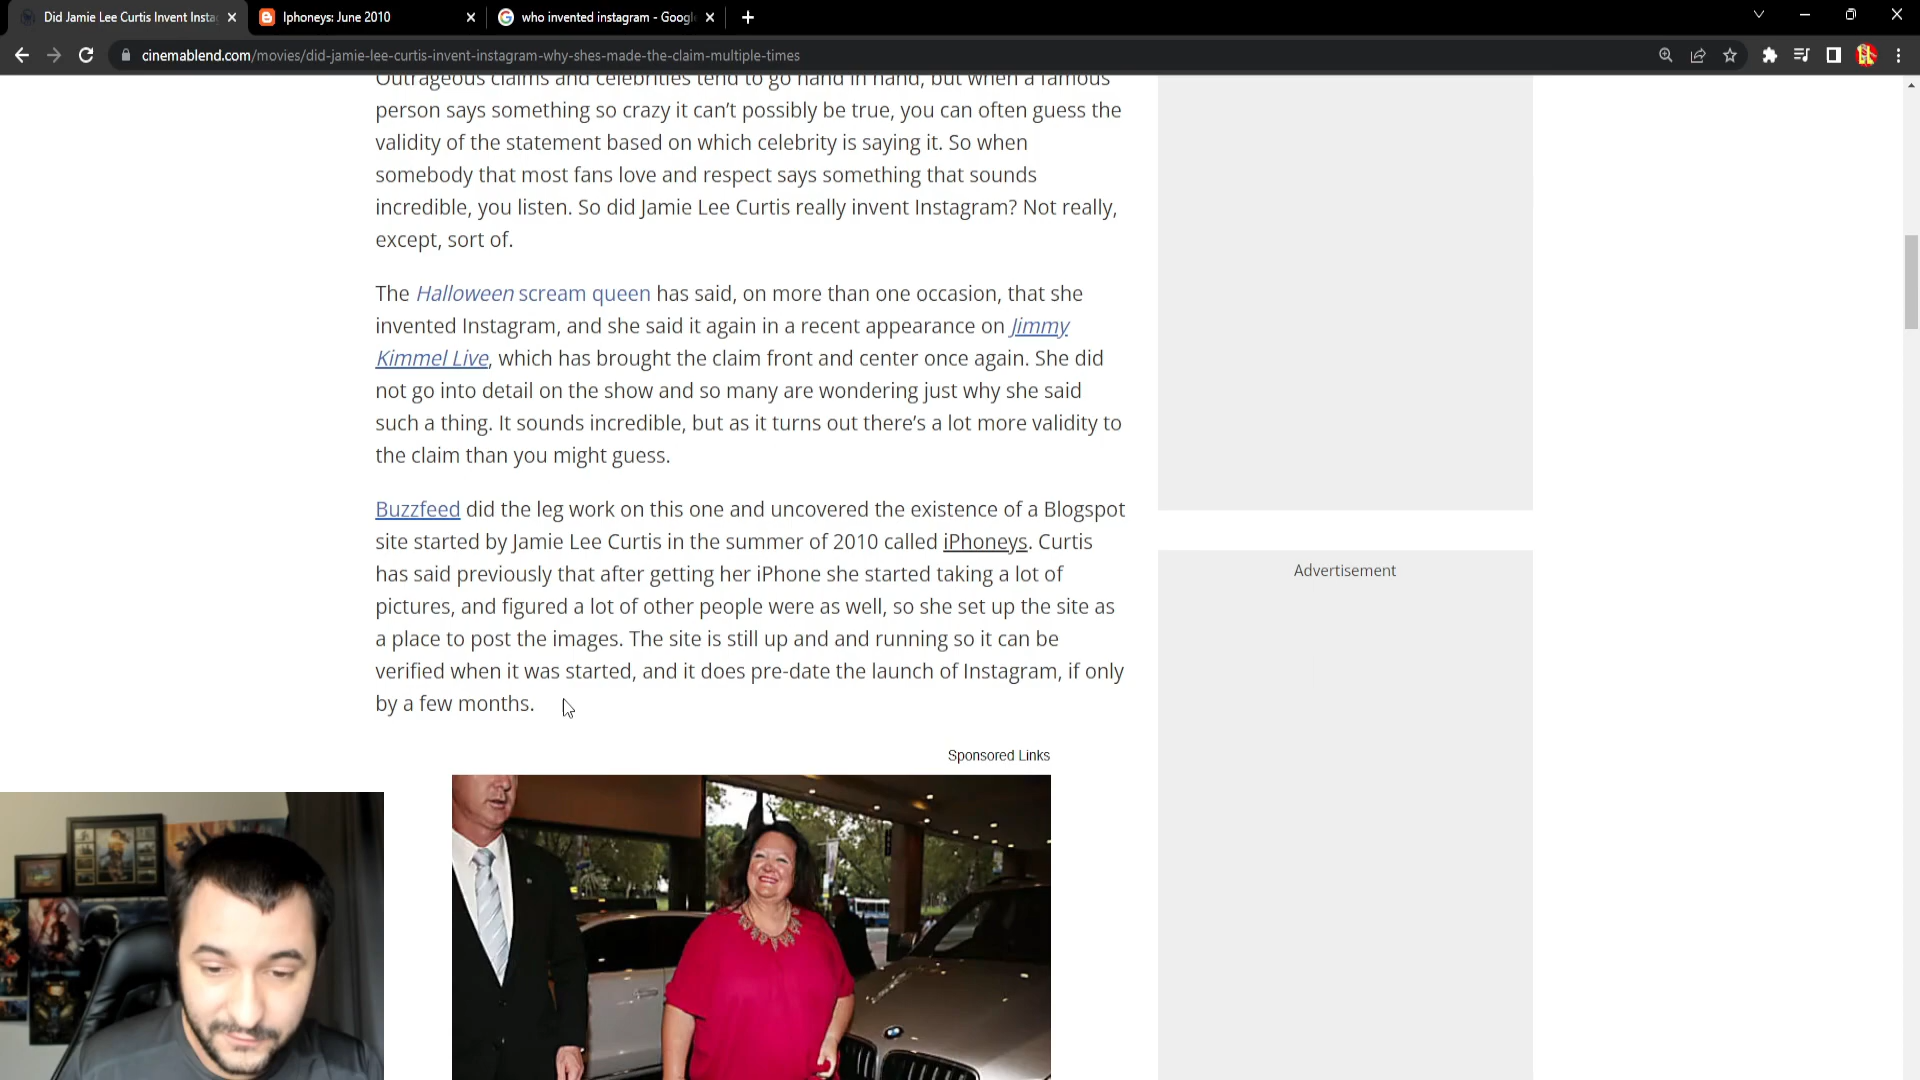 Did Jamie Lee Curtis Invent Insta
Iphoneys: June 2010
who invented instagram - Googl
cinemablend.com/movies/did-jamie-lee-curtis-invent-instagram-why-shes-made-the-claim-multiple-times
Outrageous claims and celebrities tend to go hand in hand, but when a famous
person says something so crazy it can't possibly be true, you can often guess the
validity of the statement based on which celebrity is saying it. So when
somebody that most fans love and respect says something that sounds
incredible, you listen. So did Jamie Lee Curtis really invent Instagram? Not really,
except, sort of.
The Halloween scream queen has said, on more than one occasion, that she
invented Instagram, and she said it again in a recent appearance on Jimmy
Kimmel Live, which has brought the claim front and center once again. She did
not go into detail on the show and so many are wondering just why she said
such a thing. It sounds incredible, but as it turns out there's a lot more validity to
the claim than you might guess.
Buzzfeed did the leg work on this one and uncovered the existence of a Blogspot
site started by Jamie Lee Curtis in the summer of 2010 called iPhoneys. Curtis
has said previously that after getting her iPhone she started taking a lot of
pictures, and figured a lot of other people were as well, so she set up the site as
a place to post the images. The site is still up and and running so it can be
verified when it was started, and it does pre-date the launch of Instagram, if only
by a few months.
Advertisement
Sponsored Links